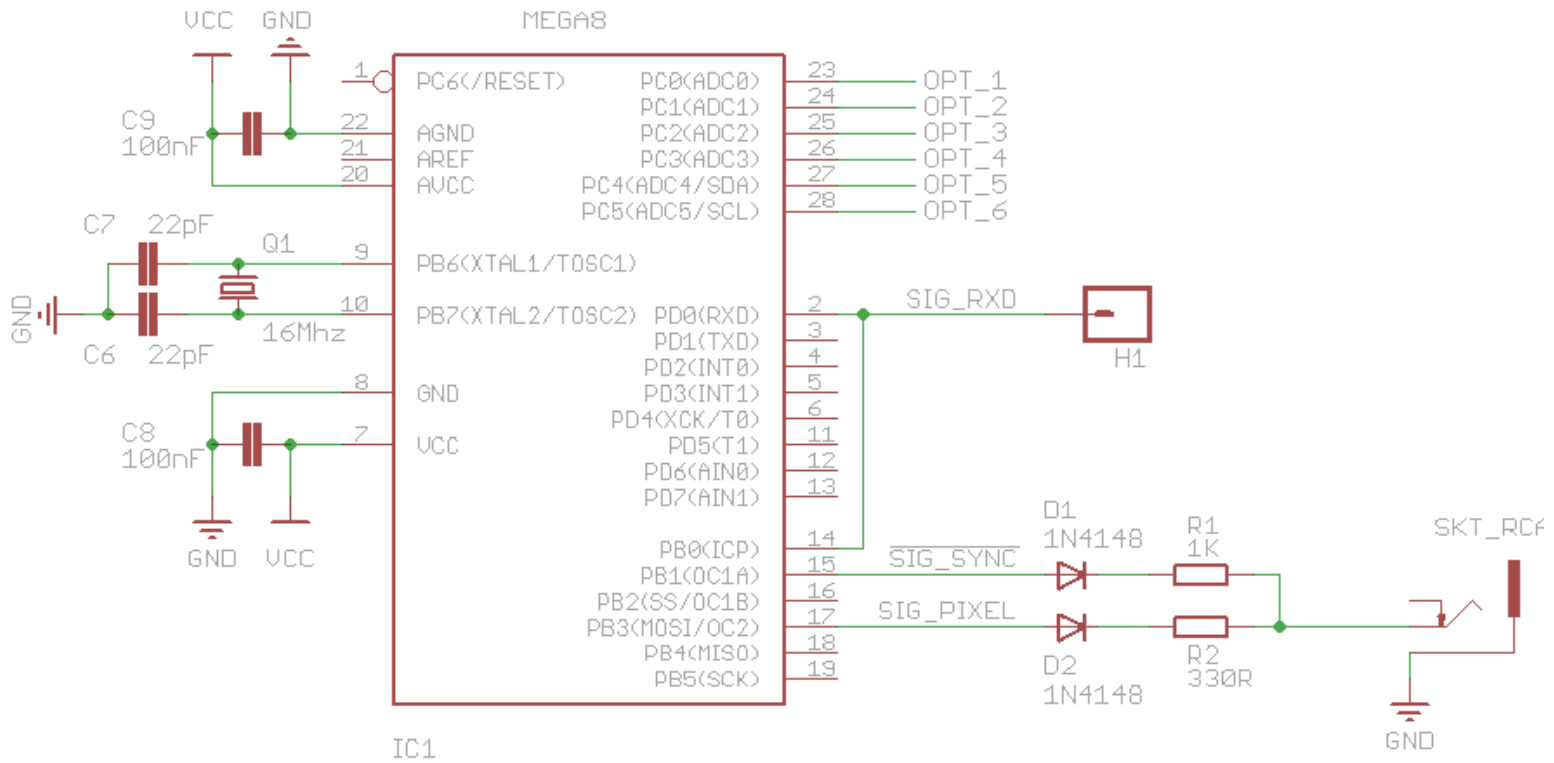 VCC GND
MEGA8
1 PC6(/RESET)
C9
100nF
22 AGND
21 AREF
20 AVCC
C7 22pF
Q1
9 PB6(XTAL1/TOSC1)
GND
10 PB7(XTAL2/TOSC2)
16Mhz
C6 22pF
8 GND
C8
100nF
7 VCC
GND VCC
PC0(ADC0) 23 OPT_1
PC1(ADC1) 24 OPT_2
PC2(ADC2) 25 OPT_3
PC3(ADC3) 26 OPT_4
PC4(ADC4/SDA) 27 OPT_5
PC5(ADC5/SCL) 28 OPT_6
PD0(RXD) 2 SIG_RXD
H1
PD1(TXD) 3
PD2(INT0) 4
PD3(INT1) 5
PD4(XCK/T0) 6
PD5(T1) 11
PD6(AIN0) 12
PD7(AIN1) 13
PB0(ICP) 14
PB1(OC1A) 15 SIG_SYNC
PB2(SS/OC1B) 16
PB3(MOSI/OC2) 17 SIG_PIXEL
PB4(MISO) 18
PB5(SCK) 19
D1
1N4148
R1
1K
D2
1N4148
R2
330R
SKT_RCA
GND
IC1